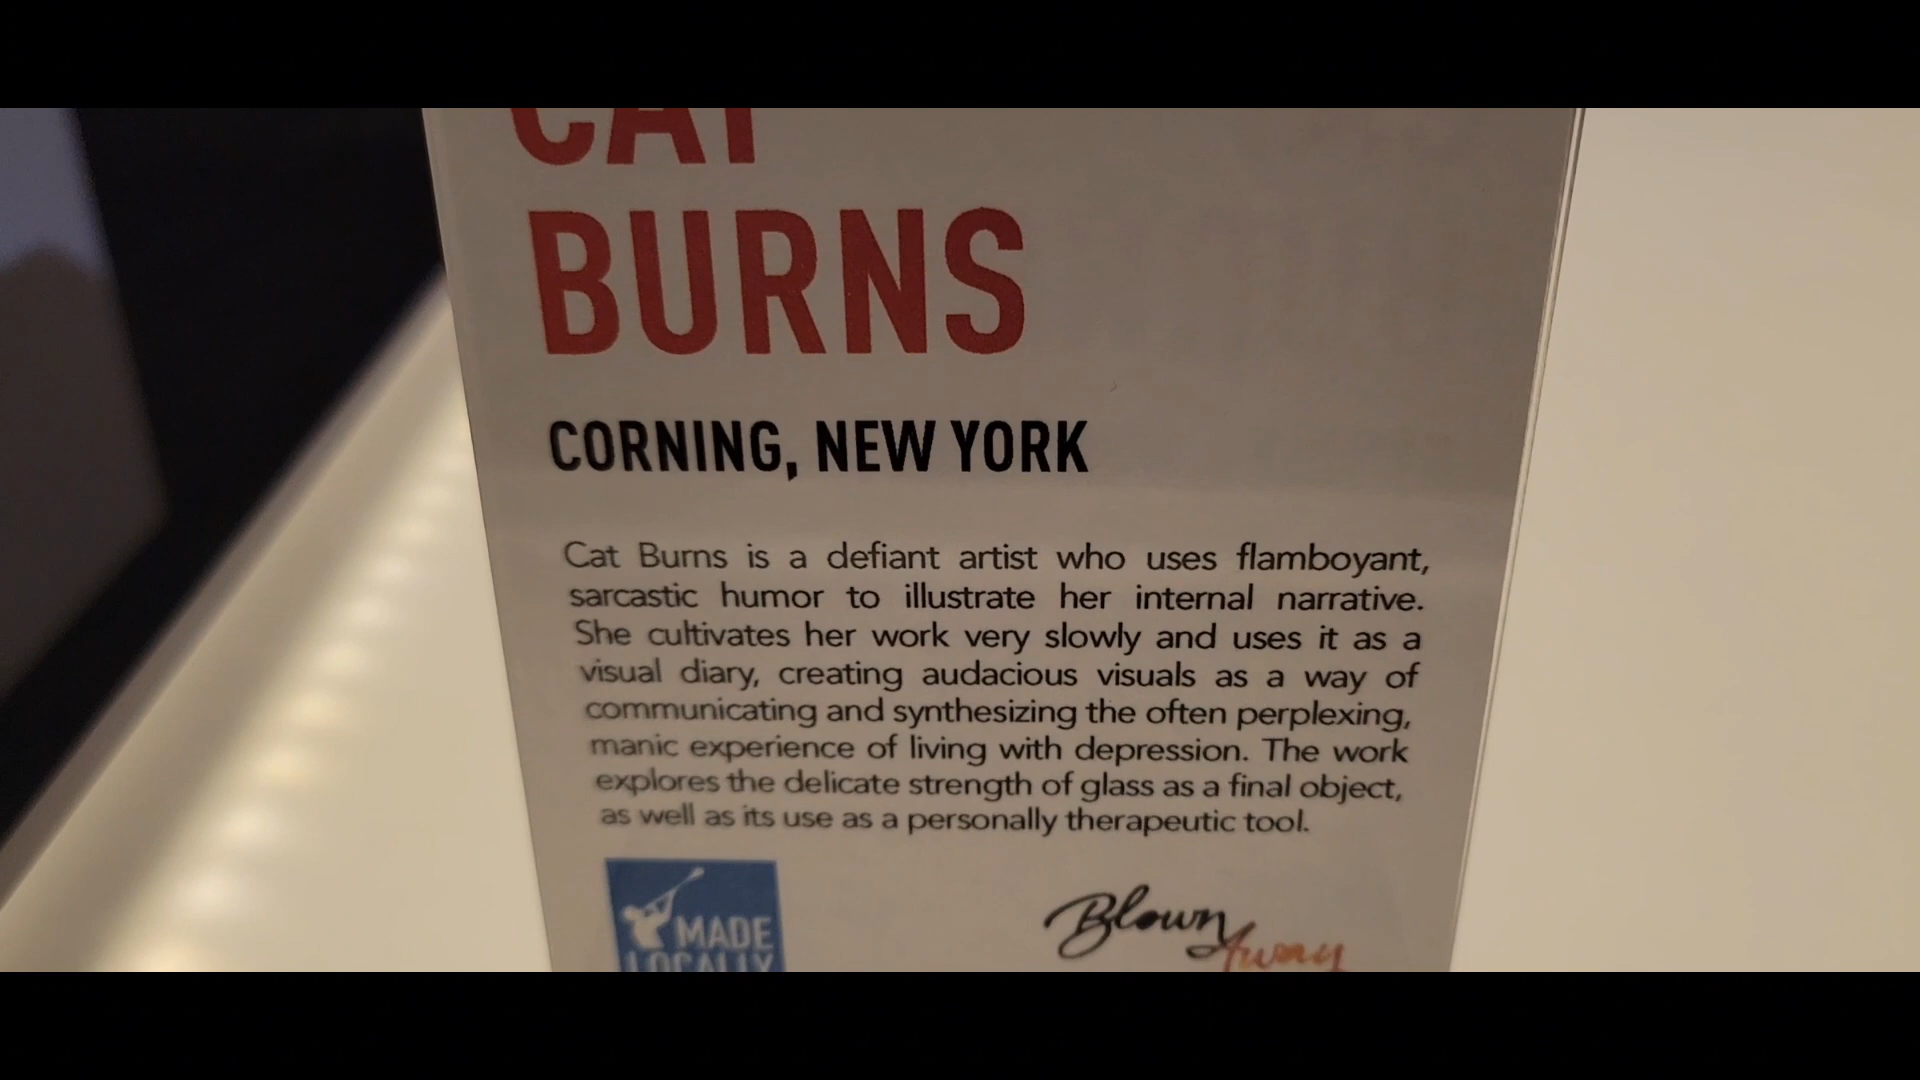 CAT
BURNS
CORNING, NEW YORK
Cat Burns is a defiant artist who uses flamboyant,
sarcastic humor to illustrate her internal narrative.
She cultivates her work very slowly and uses it as a
visual diary, creating audacious visuals as a way of
communicating and synthesizing the often perplexing,
manic experience of living with depression. The work
explores the delicate strength of glass as a final object,
as well as its use as a personally therapeutic tool.
MADE
LOCALLY
Blown
Away